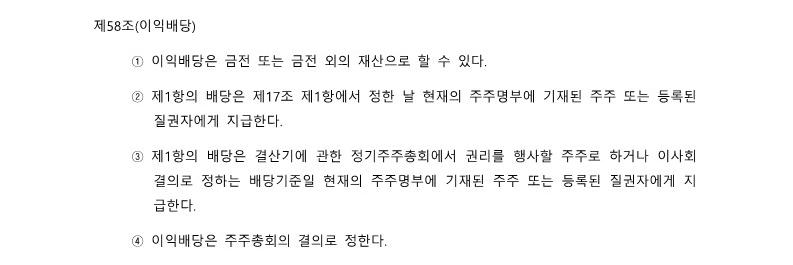 제58조(이익배당)
① 이익배당은 금전 또는 금전 외의 재산으로 할 수 있다.
② 제1항의 배당은 제17조 제1항에서 정한 날 현재의 주주명부에 기재된 주주 또는 등록된
질권자에게 지급한다.
③ 제1항의 배당은 결산기에 관한 정기주주총회에서 권리를 행사할 주주로 하거나 이사회
결의로 정하는 배당기준일 현재의 주주명부에 기재된 주주 또는 등록된 질권자에게 지
급한다.
④ 이익배당은 주주총회의 결의로 정한다.